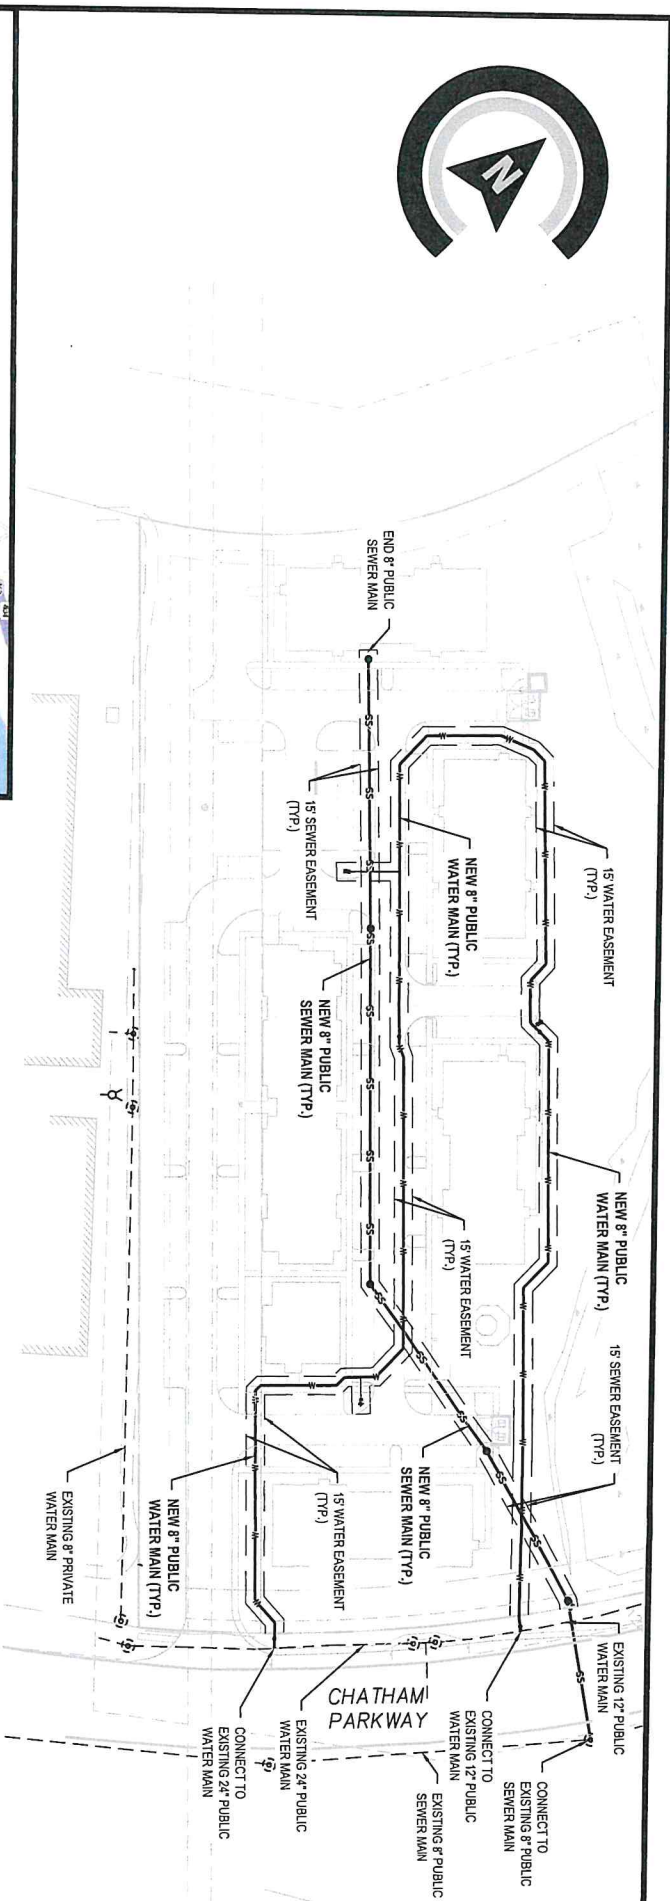 N
END 8" PUBLIC
SEWER MAIN
15' SEWER EASEMENT
(TYP.)
NEW 8" PUBLIC
WATER MAIN (TYP.)
15' WATER EASEMENT
(TYP.)
NEW 8" PUBLIC
SEWER MAIN (TYP.)
NEW 8" PUBLIC
WATER MAIN (TYP.)
15' WATER EASEMENT
(TYP.)
15' SEWER EASEMENT
(TYP.)
NEW 8" PUBLIC
SEWER MAIN (TYP.)
15' WATER EASEMENT
(TYP.)
NEW 8" PUBLIC
WATER MAIN (TYP.)
EXISTING 8" PRIVATE
WATER MAIN
EXISTING 12" PUBLIC
WATER MAIN
CHATHAM
PARKWAY
CONNECT TO
EXISTING 8" PUBLIC
SEWER MAIN
CONNECT TO
EXISTING 12" PUBLIC
WATER MAIN
EXISTING 8" PUBLIC
SEWER MAIN
EXISTING 24" PUBLIC
WATER MAIN
CONNECT TO
EXISTING 24" PUBLIC
WATER MAIN